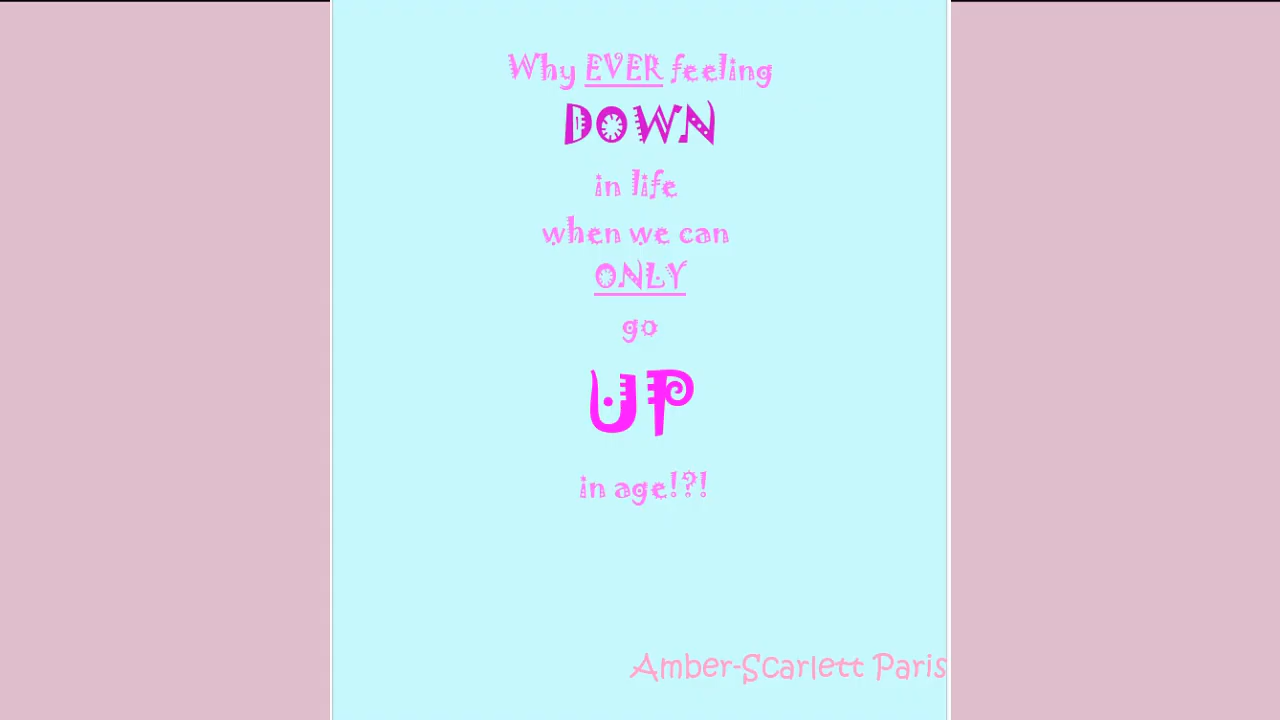 Why EVER feeling
DOWN
in life
when we can
ONLY
go
UP
in age!?!
Amber-Scarlett Paris